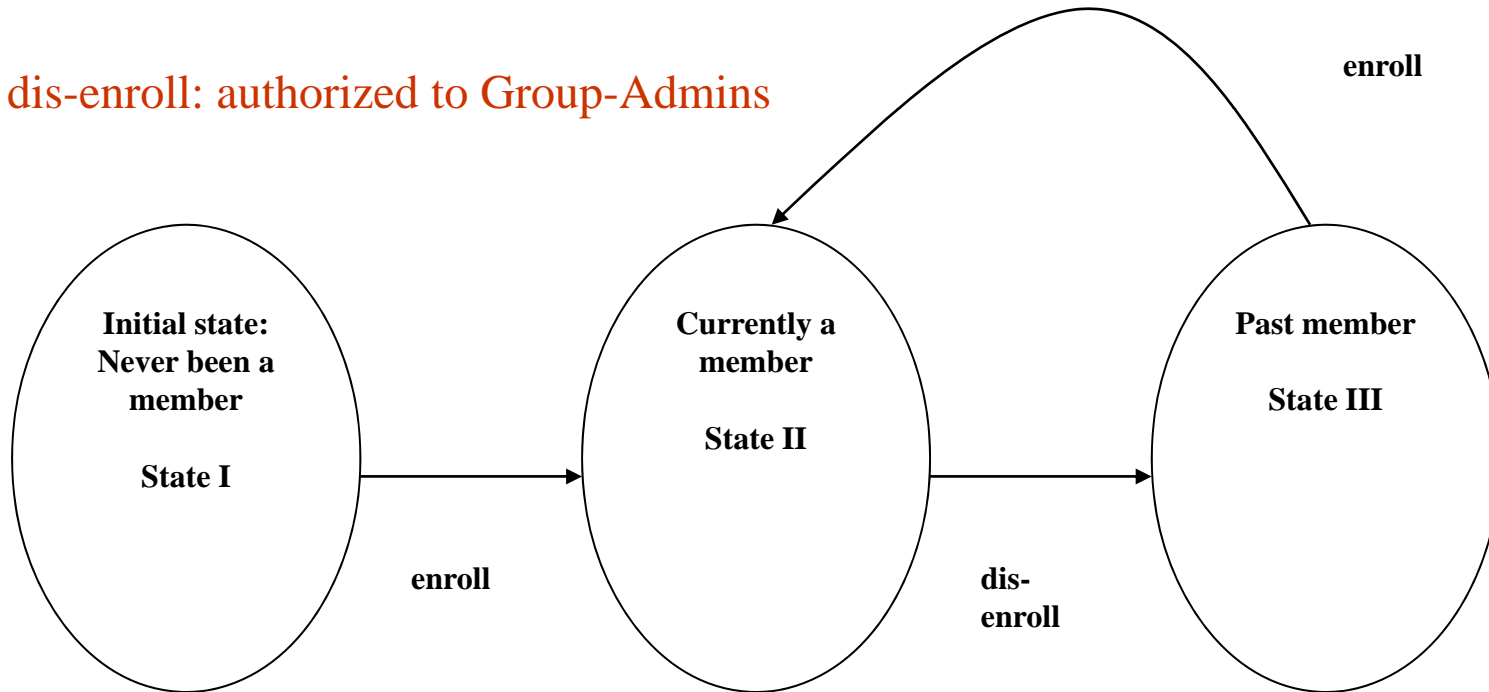 enroll
dis-enroll: authorized to Group-Admins
Initial state:
Never been a
member
State I
Currently a
member
State II
Past member
State III
enroll
dis-
enroll